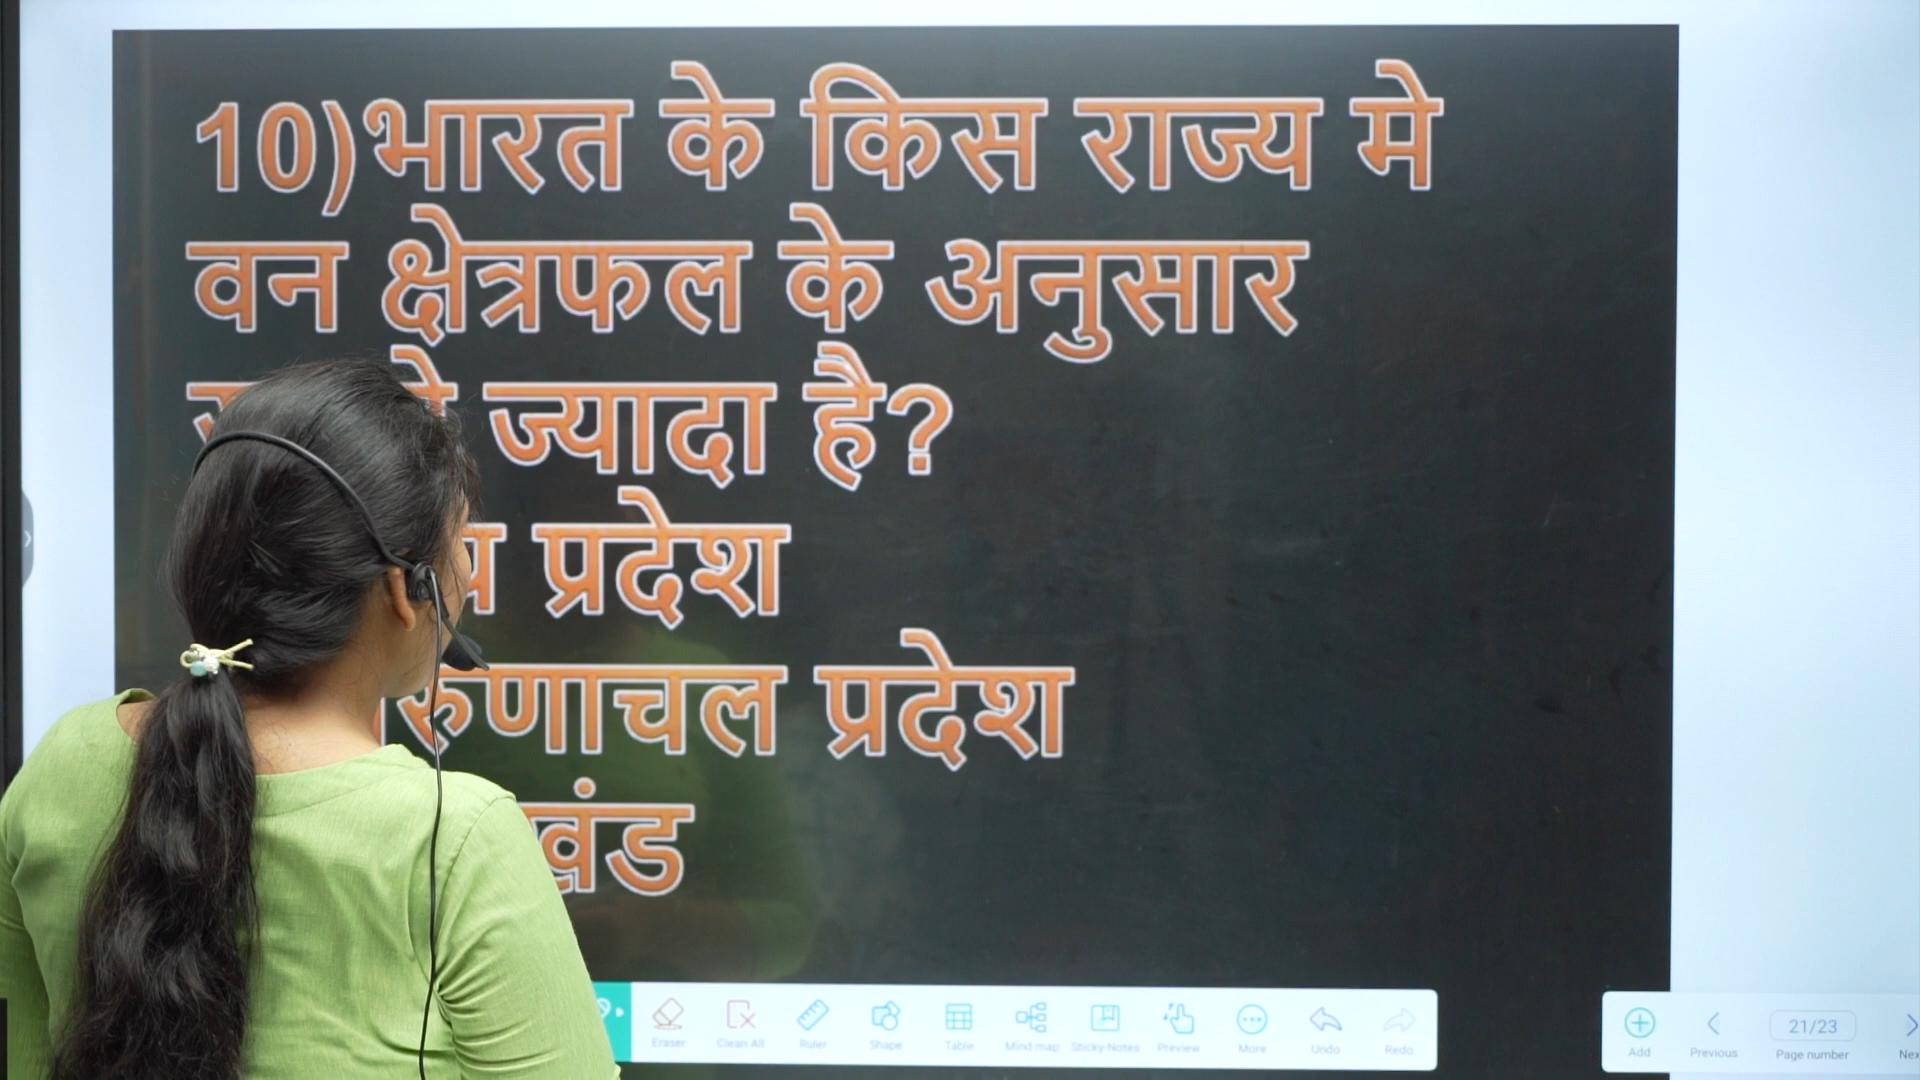 10)भारत के किस राज्य मे
वन क्षेत्रफल के अनुसार
ज्यादा है?
प्रदेश
प्रदेश
Eraser Clean All Ruler Shape Table Mind map Sticky-Notes Preview More Undo Redo
Add Previous 21/23 Page number